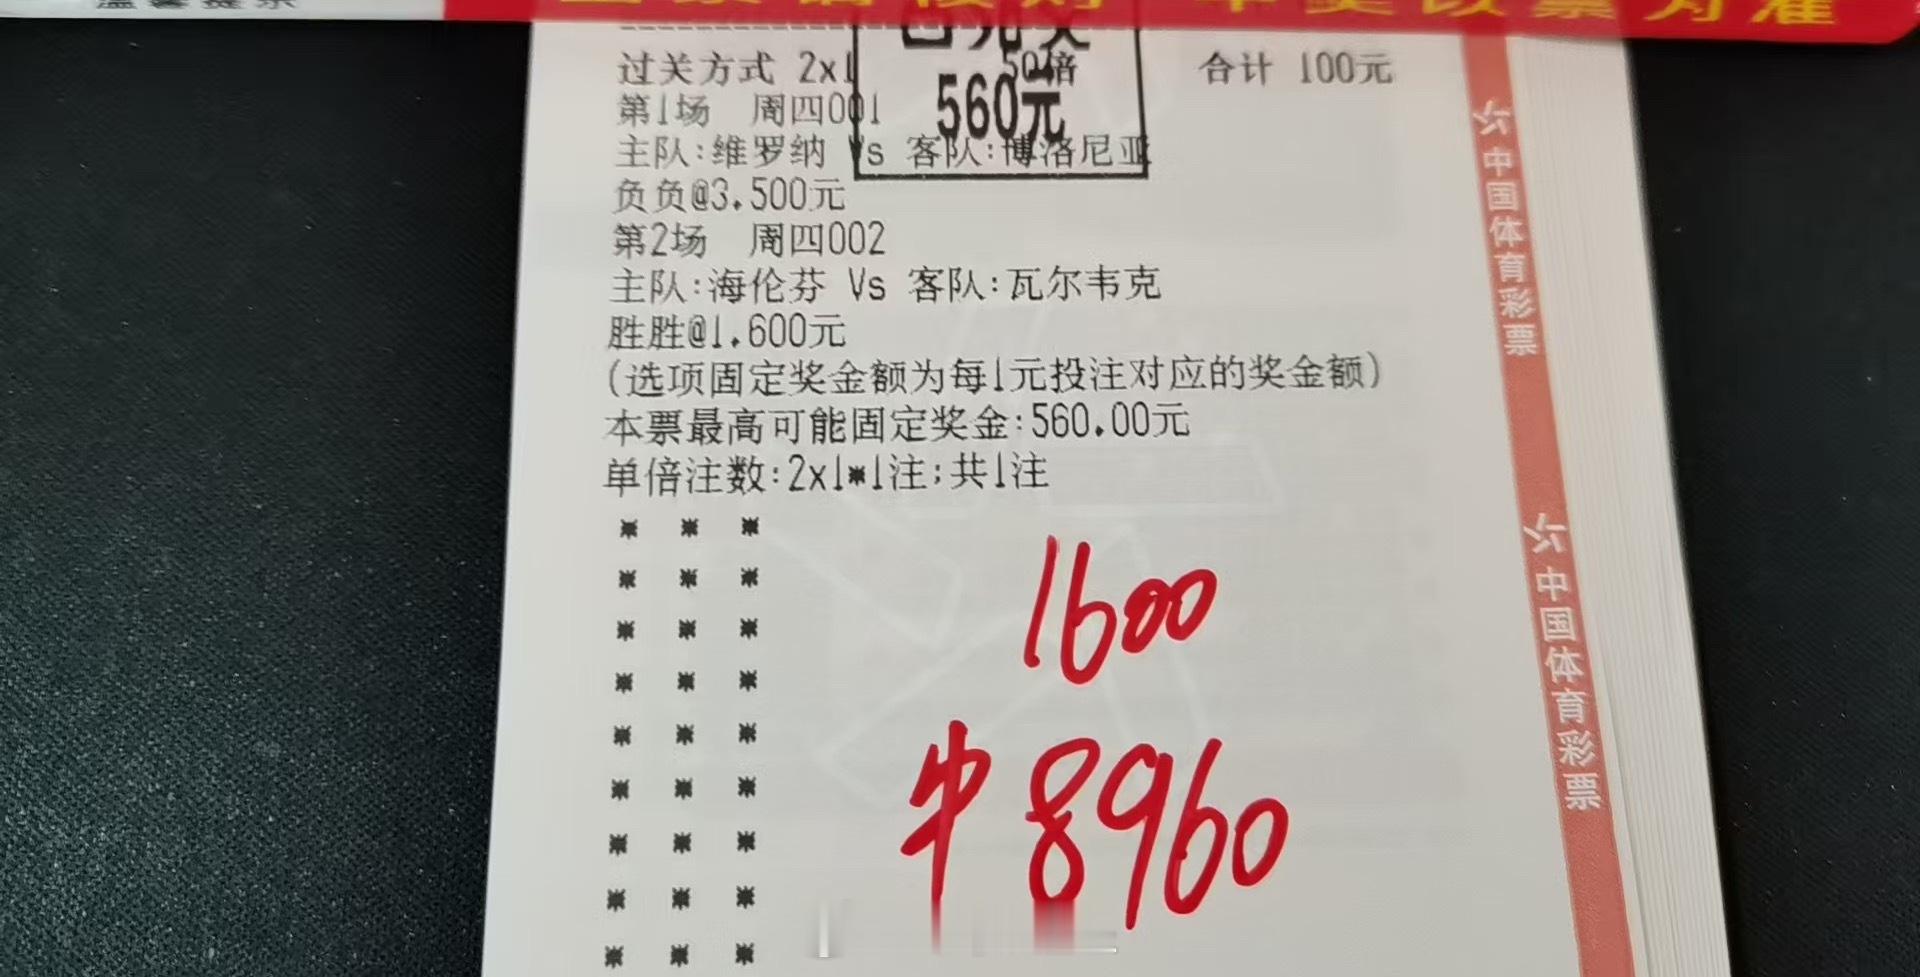 温馨提示
过关方式 2x1 50倍 合计 100元
560元
第1场 周四001
主队:维罗纳 Vs 客队:博洛尼亚
负负@3.500元
第2场 周四002
主队:海伦芬 Vs 客队:瓦尔韦克
胜胜@1.600元
(选项固定奖金额为每1元投注对应的奖金额)
本票最高可能固定奖金:560.00元
单倍注数:2x1*1注;共1注
1600
中8960
中国体育彩票
中国体育彩票